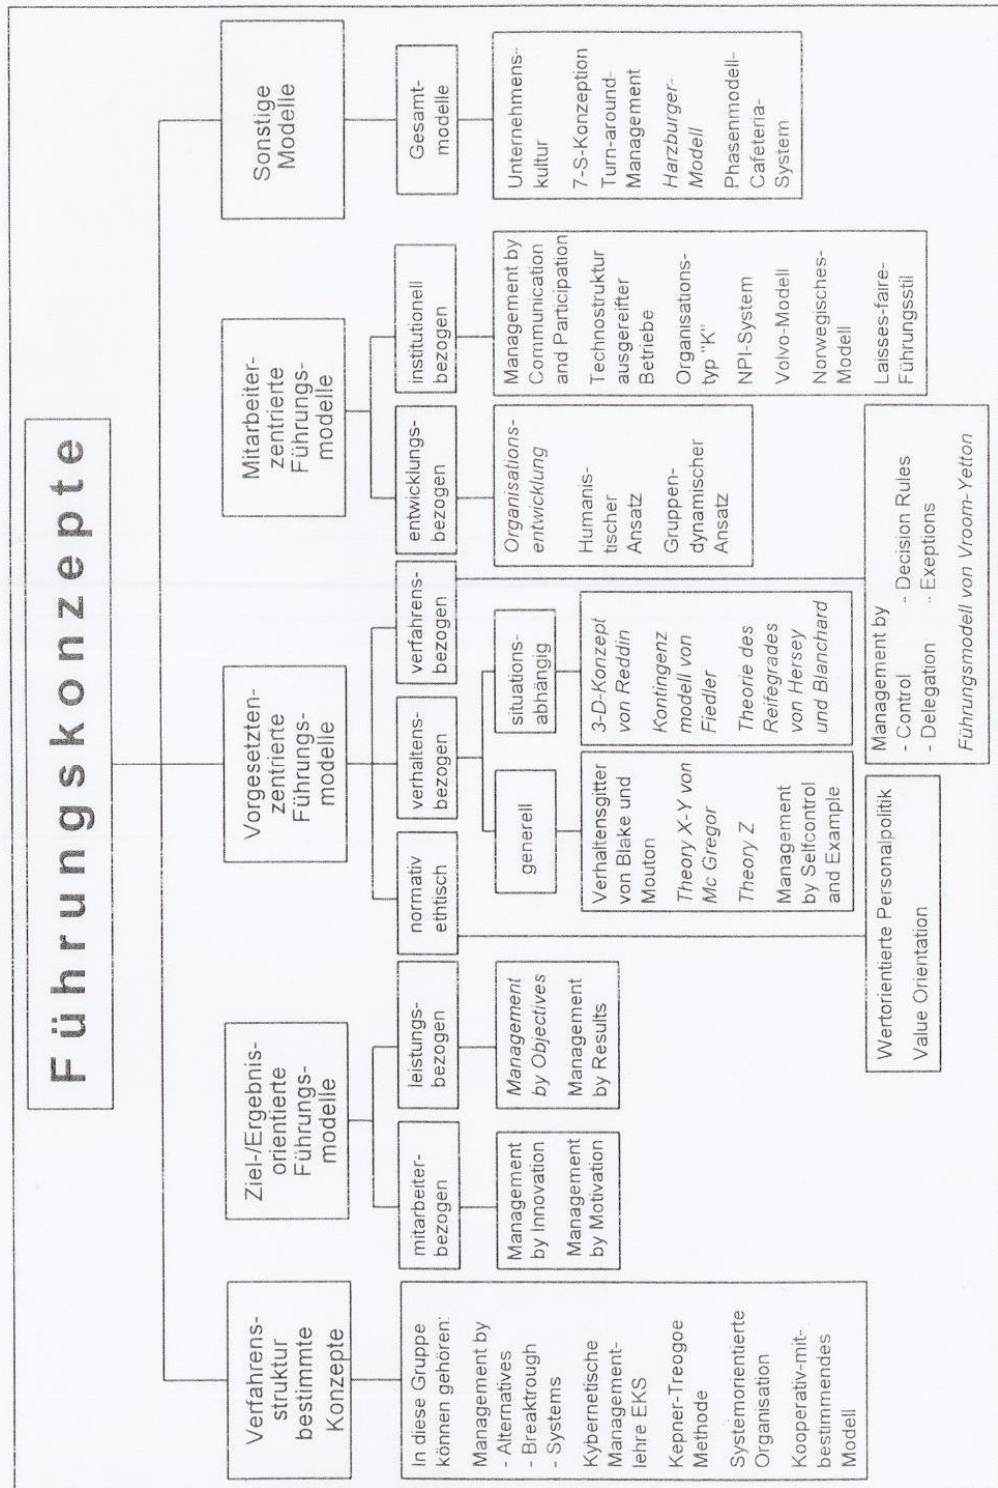 Führungskonzepte
Verfahrens-
struktur
bestimmte
Konzepte
In diese Gruppe
können gehören:
Management by
- Alternatives
- Breaktrough
- Systems
Kybernetische
Management-
lehre EKS
Kepner-Treogoe
Methode
Systemorientierte
Organisation
Kooperativ-mit-
bestimmendes
Modell
Ziel-/Ergebnis-
orientierte
Führungs-
modelle
mitarbeiter-
bezogen
Management
by Innovation
Management
by Motivation
leistungs-
bezogen
Management
by Objectives
Management
by Results
Vorgesetzten-
zentrierte
Führungs-
modelle
normativ
ethtisch
Wertorientierte Personalpolitik
Value Orientation
verhaltens-
bezogen
generell
Verhaltensgitter
von Blake und
Mouton
Theory X-Y von
Mc Gregor
Theory Z
Management
by Selfcontrol
and Example
situations-
abhängig
3-D-Konzept
von Reddin
Kontingenz
modell von
Fiedler
Theorie des
Reifegrades
von Hersey
und Blanchard
verfahrens-
bezogen
Management by
- Control - Decision Rules
- Delegation - Exeptions
Führungsmodell von Vroom-Yetton
Mitarbeiter-
zentrierte
Führungs-
modelle
entwicklungs-
bezogen
Organisations-
entwicklung
Humanis-
tischer
Ansatz
Gruppen-
dynamischer
Ansatz
institutionell
bezogen
Management by
Communication
and Participation
Technostruktur
ausgereifter
Betriebe
Organisations-
typ "K"
NPI-System
Volvo-Modell
Norwegisches-
Modell
Laisses-faire-
Führungsstil
Sonstige
Modelle
Gesamt-
modelle
Unternehmens-
kultur
7-S-Konzeption
Turn-around-
Management
Harzburger-
Modell
Phasenmodell-
Cafeteria-
System